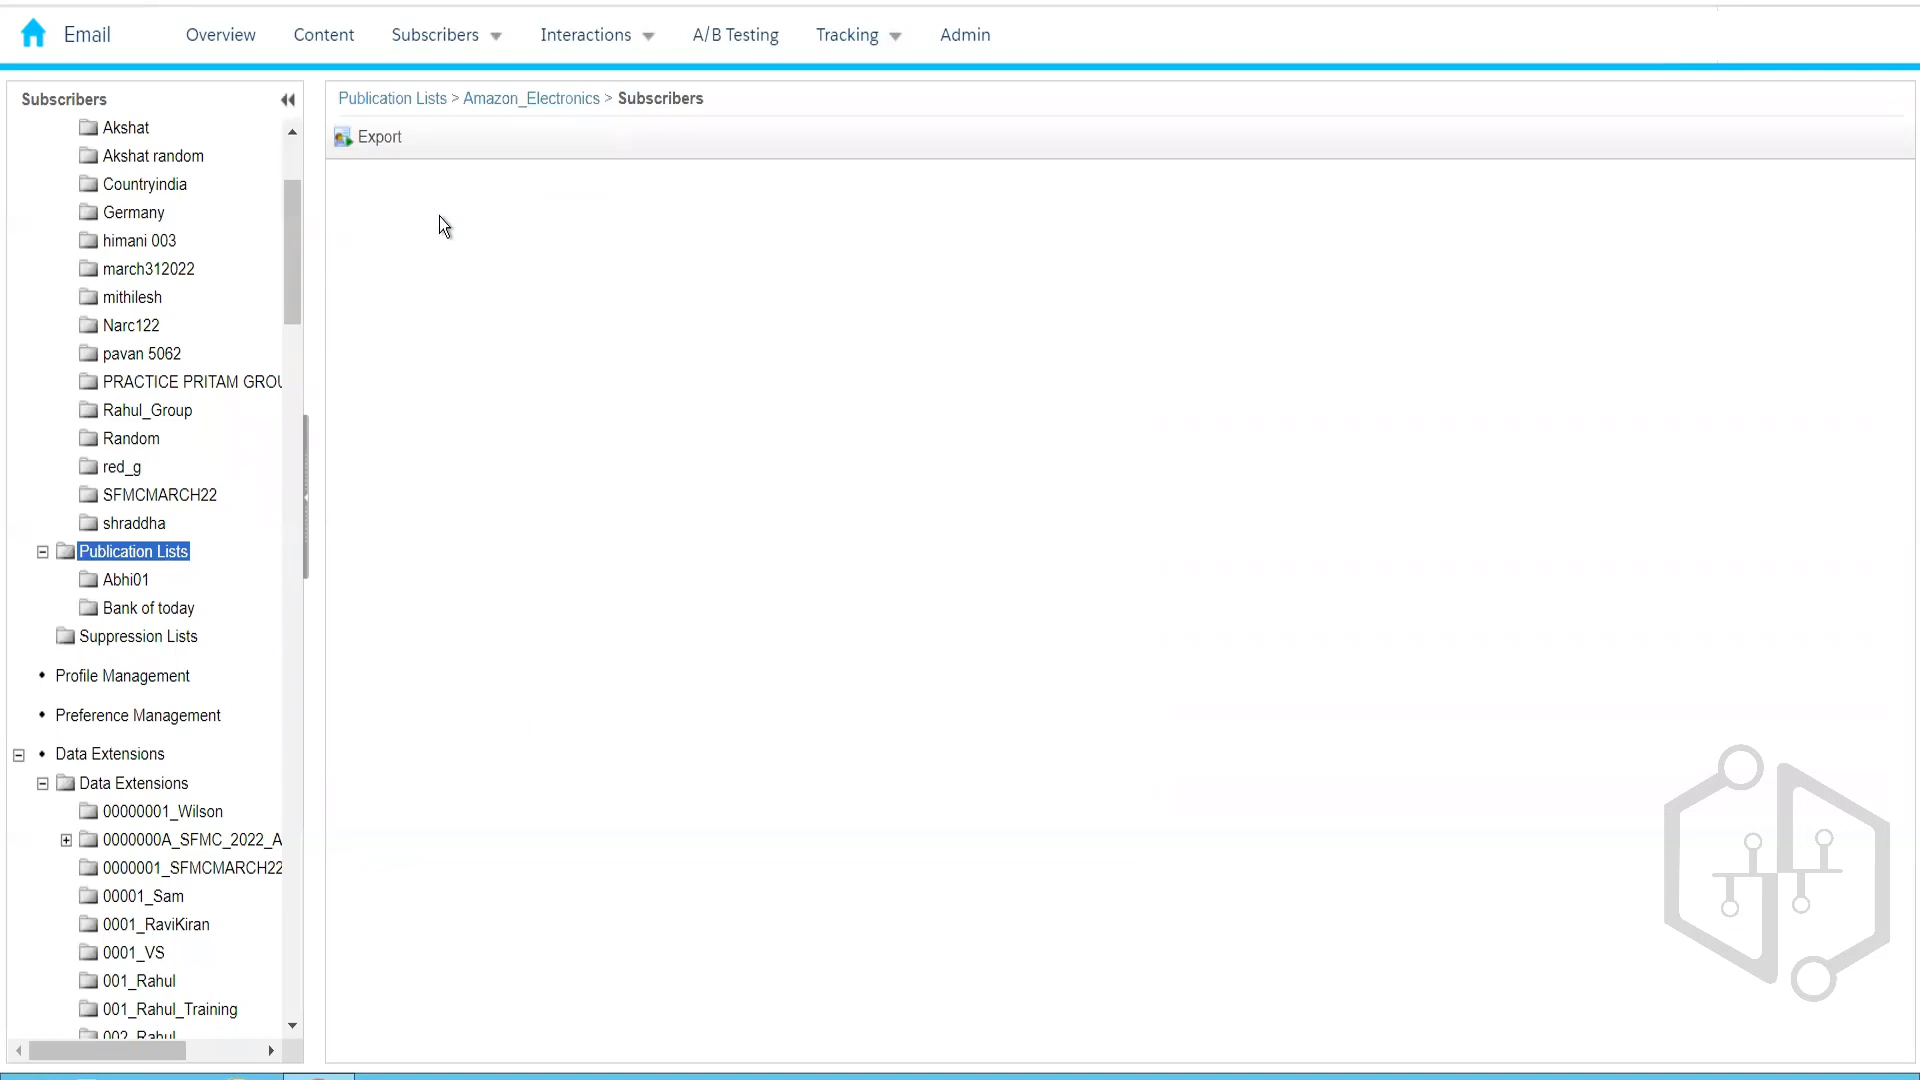 Email
Overview
Content
Subscribers
Interactions
A/B Testing
Tracking
Admin
Subscribers
Akshat
Akshat random
Countryindia
Germany
himani 003
march312022
mithilesh
Narc122
pavan 5062
PRACTICE PRITAM GROU
Rahul_Group
Random
red_g
SFMCMARCH22
shraddha
Publication Lists
Abhi01
Bank of today
Suppression Lists
Profile Management
Preference Management
Data Extensions
Data Extensions
00000001_Wilson
0000000A_SFMC_2022_A
0000001_SFMCMARCH22
00001_Sam
0001_RaviKiran
0001_VS
001_Rahul
001_Rahul_Training
002_Rahul
Publication Lists > Amazon_Electronics > Subscribers
Export